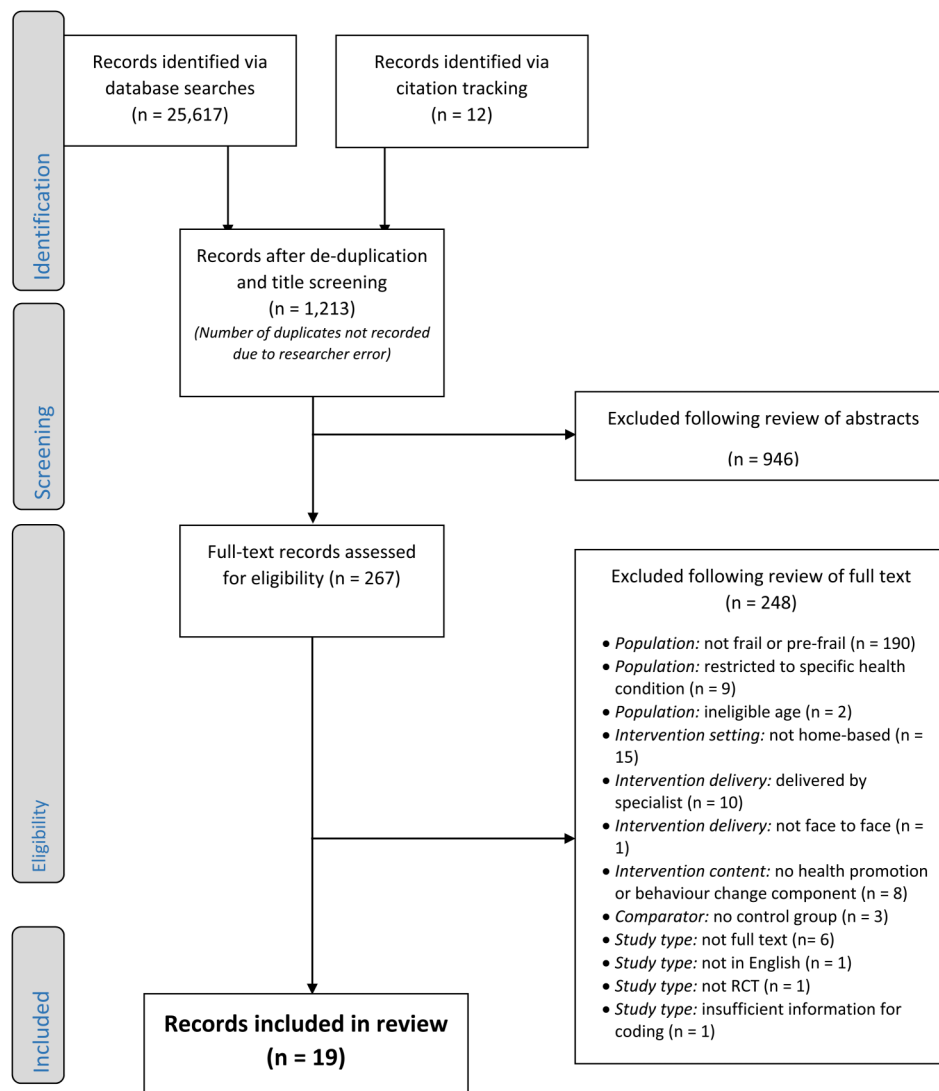 Identification
Records identified via
database searches
(n = 25,617)
Records identified via
citation tracking
(n = 12)
Records after de-duplication
and title screening
(n = 1,213)
(Number of duplicates not recorded
due to researcher error)
Screening
Excluded following review of abstracts
(n = 946)
Eligibility
Full-text records assessed
for eligibility (n = 267)
Excluded following review of full text
(n = 248)
• Population: not frail or pre-frail (n = 190)
• Population: restricted to specific health
condition (n = 9)
• Population: ineligible age (n = 2)
• Intervention setting: not home-based (n =
15)
• Intervention delivery: delivered by
specialist (n = 10)
• Intervention delivery: not face to face (n =
1)
• Intervention content: no health promotion
or behaviour change component (n = 8)
• Comparator: no control group (n = 3)
• Study type: not full text (n= 6)
• Study type: not in English (n = 1)
• Study type: not RCT (n = 1)
• Study type: insufficient information for
coding (n = 1)
Included
Records included in review
(n = 19)